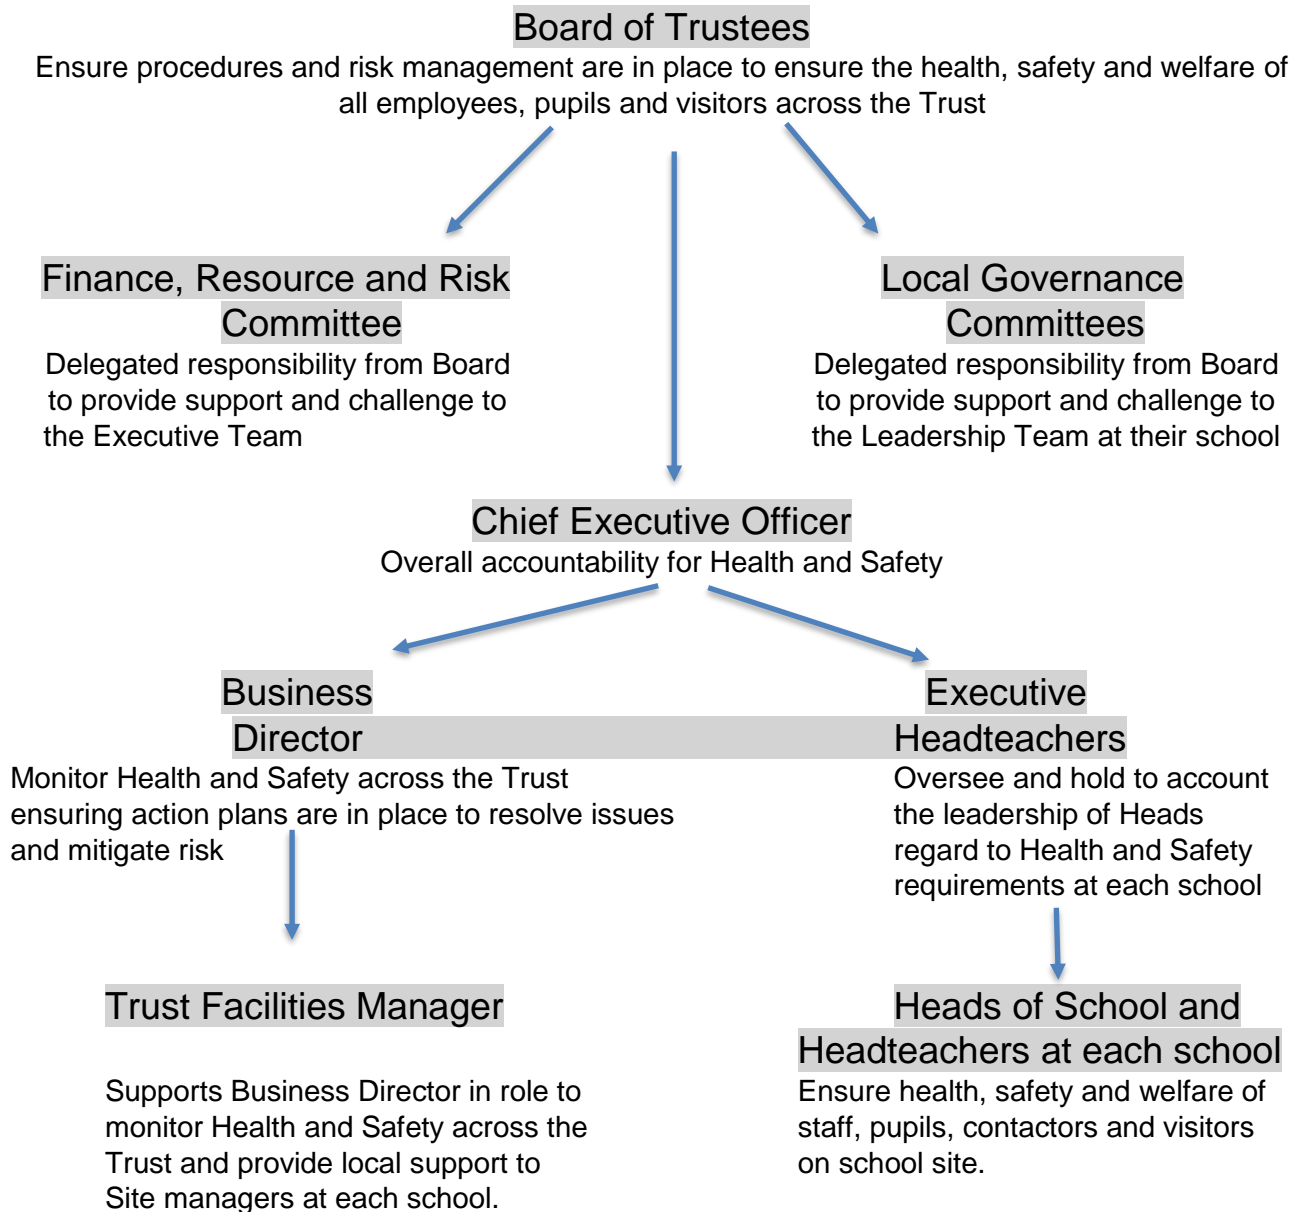 Board of Trustees
Ensure procedures and risk management are in place to ensure the health, safety and welfare of
all employees, pupils and visitors across the Trust
Finance, Resource and Risk
Committee
Delegated responsibility from Board
to provide support and challenge to
the Executive Team
Local Governance
Committees
Delegated responsibility from Board
to provide support and challenge to
the Leadership Team at their school
Chief Executive Officer
Overall accountability for Health and Safety
Business
Director
Monitor Health and Safety across the Trust
ensuring action plans are in place to resolve issues
and mitigate risk
Executive
Headteachers
Oversee and hold to account
the leadership of Heads
regard to Health and Safety
requirements at each school
Trust Facilities Manager
Supports Business Director in role to
monitor Health and Safety across the
Trust and provide local support to
Site managers at each school.
Heads of School and
Headteachers at each school
Ensure health, safety and welfare of
staff, pupils, contactors and visitors
on school site.